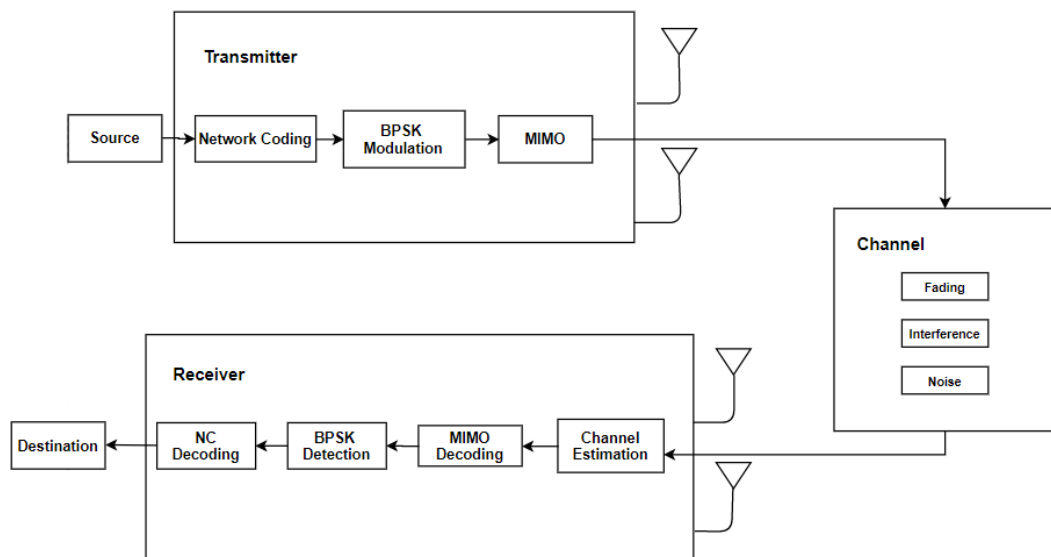 Transmitter
Source
Network Coding
BPSK
Modulation
MIMO
Channel
Fading
Interference
Noise
Receiver
Destination
NC
Decoding
BPSK
Detection
MIMO
Decoding
Channel
Estimation